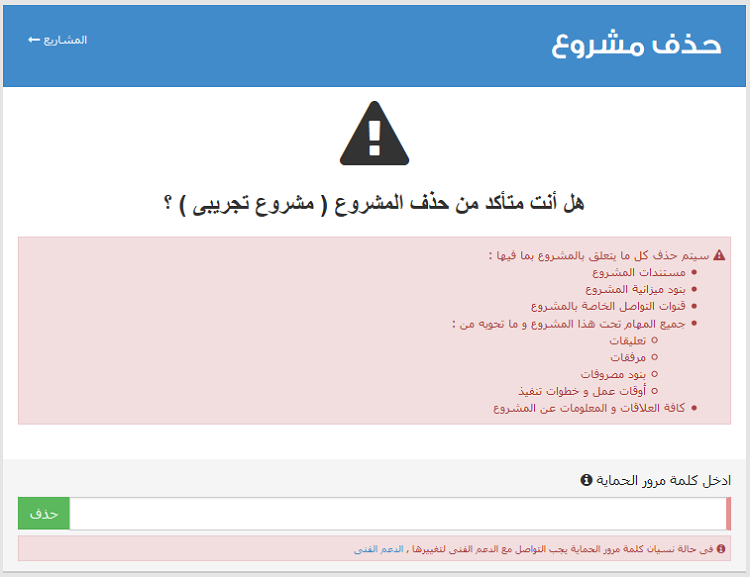 حذف مشروع
المشاريع
هل أنت متأكد من حذف المشروع ( مشروع تجريبى ) ؟
سيتم حذف كل ما يتعلق بالمشروع بما فيها :
مستندات المشروع
بنود ميزانية المشروع
قنوات التواصل الخاصة بالمشروع
جميع المهام تحت هذا المشروع و ما تحويه من :
تعليقات
مرفقات
بنود مصروفات
أوقات عمل و خطوات تنفيذ
كافة العلاقات و المعلومات عن المشروع
ادخل كلمة مرور الحماية
حذف
فى حالة نسيان كلمة مرور الحماية يجب التواصل مع الدعم الفنى لتغييرها , الدعم الفنى